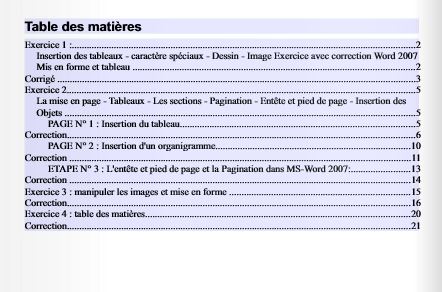 Table des matières
Exercice 1 :...............................................................................................................2
Insertion des tableaux - caractère spéciaux - Dessin - Image Exercice avec correction Word 2007
Mis en forme et tableau ...............................................................................................2
Corrigé ...............................................................................................................3
Exercice 2...............................................................................................................5
La mise en page - Tableaux - Les sections - Pagination - Entête et pied de page - Insertion des
Objets ...............................................................................................................5
PAGE N° 1 : Insertion du tableau...............................................................................5
Correction...............................................................................................................6
PAGE N° 2 : Insertion d'un organigramme...............................................................10
Correction ...............................................................................................................11
ETAPE N° 3 : L'entête et pied de page et la Pagination dans MS-Word 2007:...............13
Correction ...............................................................................................................14
Exercice 3 : manipuler les images et mise en forme ...............................................15
Correction...............................................................................................................16
Exercice 4 : table des matières...............................................................................20
Correction...............................................................................................................21